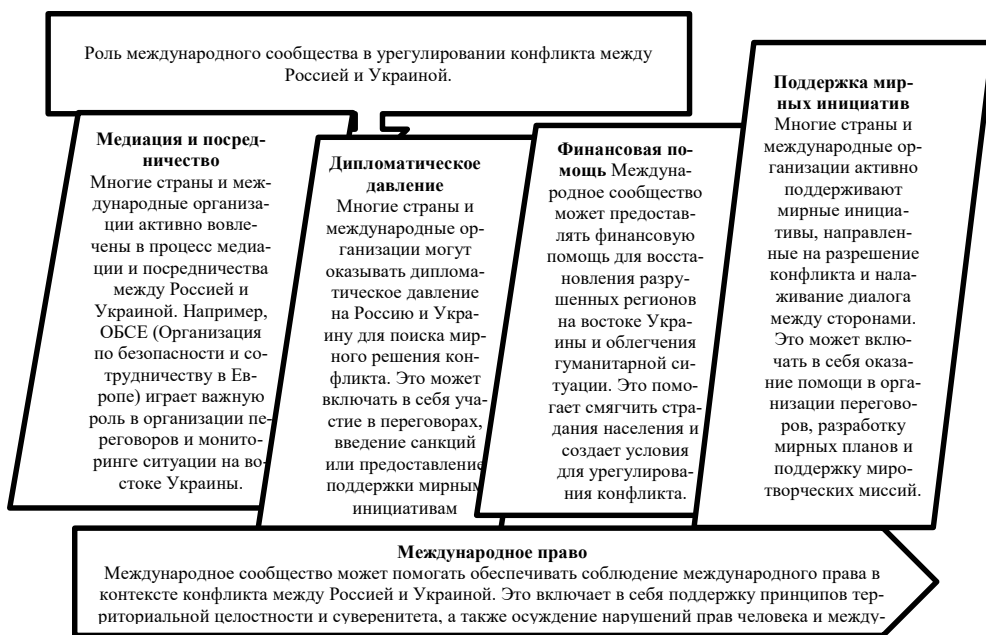 Роль международного сообщества в урегулировании конфликта между
Россией и Украиной.
Медиация и посред-
ничество
Многие страны и меж-
дународные организа-
ции активно вовле-
чены в процесс медиа-
ции и посредничества
между Россией и
Украиной. Например,
ОБСЕ (Организация
по безопасности и со-
трудничеству в Ев-
ропе) играет важную
роль в организации пе-
реговоров и монито-
ринге ситуации на во-
стоке Украины.
Дипломатическое
давление
Многие страны и
международные ор-
ганизации могут
оказывать диплома-
тическое давление
на Россию и Укра-
ину для поиска мир-
ного решения кон-
фликта. Это может
включать в себя уча-
стие в переговорах,
введение санкций
или предоставление
поддержки мирным
инициативам
Финансовая по-
мощь Междуна-
родное сообщество
может предостав-
лять финансовую
помощь для восста-
новления разру-
шенных регионов
на востоке Укра-
ины и облегчения
гуманитарной си-
туации. Это помо-
гает смягчить стра-
дания населения и
создает условия
для урегулирова-
ния конфликта.
Поддержка мир-
ных инициатив
Многие страны и
международные ор-
ганизации активно
поддерживают
мирные инициа-
тивы, направлен-
ные на разрешение
конфликта и нала-
живание диалога
между сторонами.
Это может вклю-
чать в себя оказа-
ние помощи в орга-
низации перегово-
ров, разработку
мирных планов и
поддержку миро-
творческих миссий.
Международное право
Международное сообщество может помогать обеспечивать соблюдение международного права в
контексте конфликта между Россией и Украиной. Это включает в себя поддержку принципов тер-
риториальной целостности и суверенитета, а также осуждение нарушений прав человека и между-